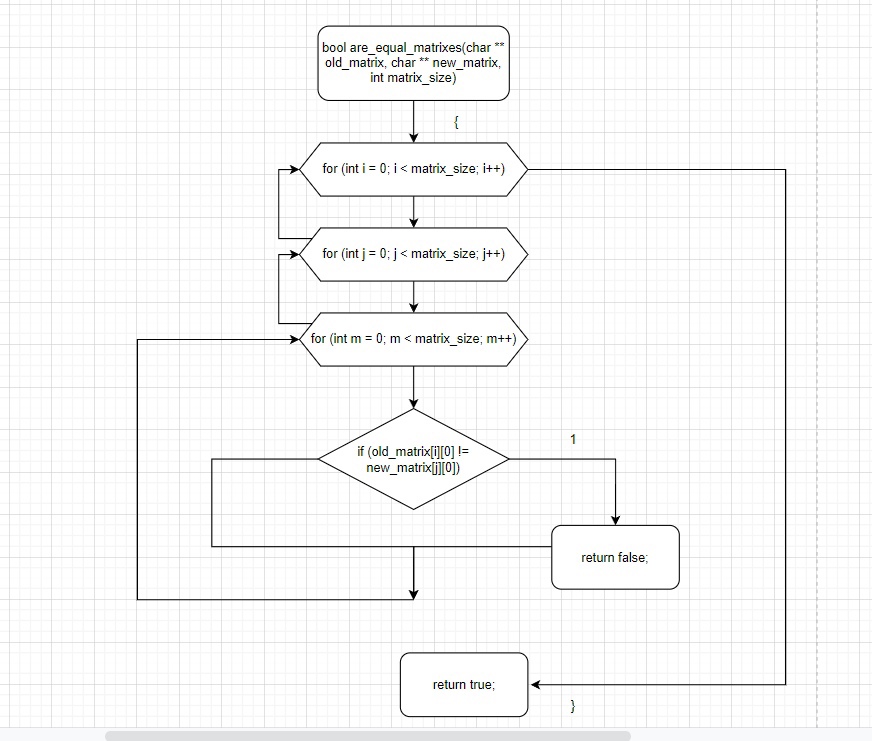 bool are_equal_matrixes(char **
old_matrix, char ** new_matrix,
int matrix_size)
{
for (int i = 0; i < matrix_size; i++)
for (int j = 0; j < matrix_size; j++)
for (int m = 0; m < matrix_size; m++)
1
if (old_matrix[i][0] !=
new_matrix[j][0])
return false;
return true;
}